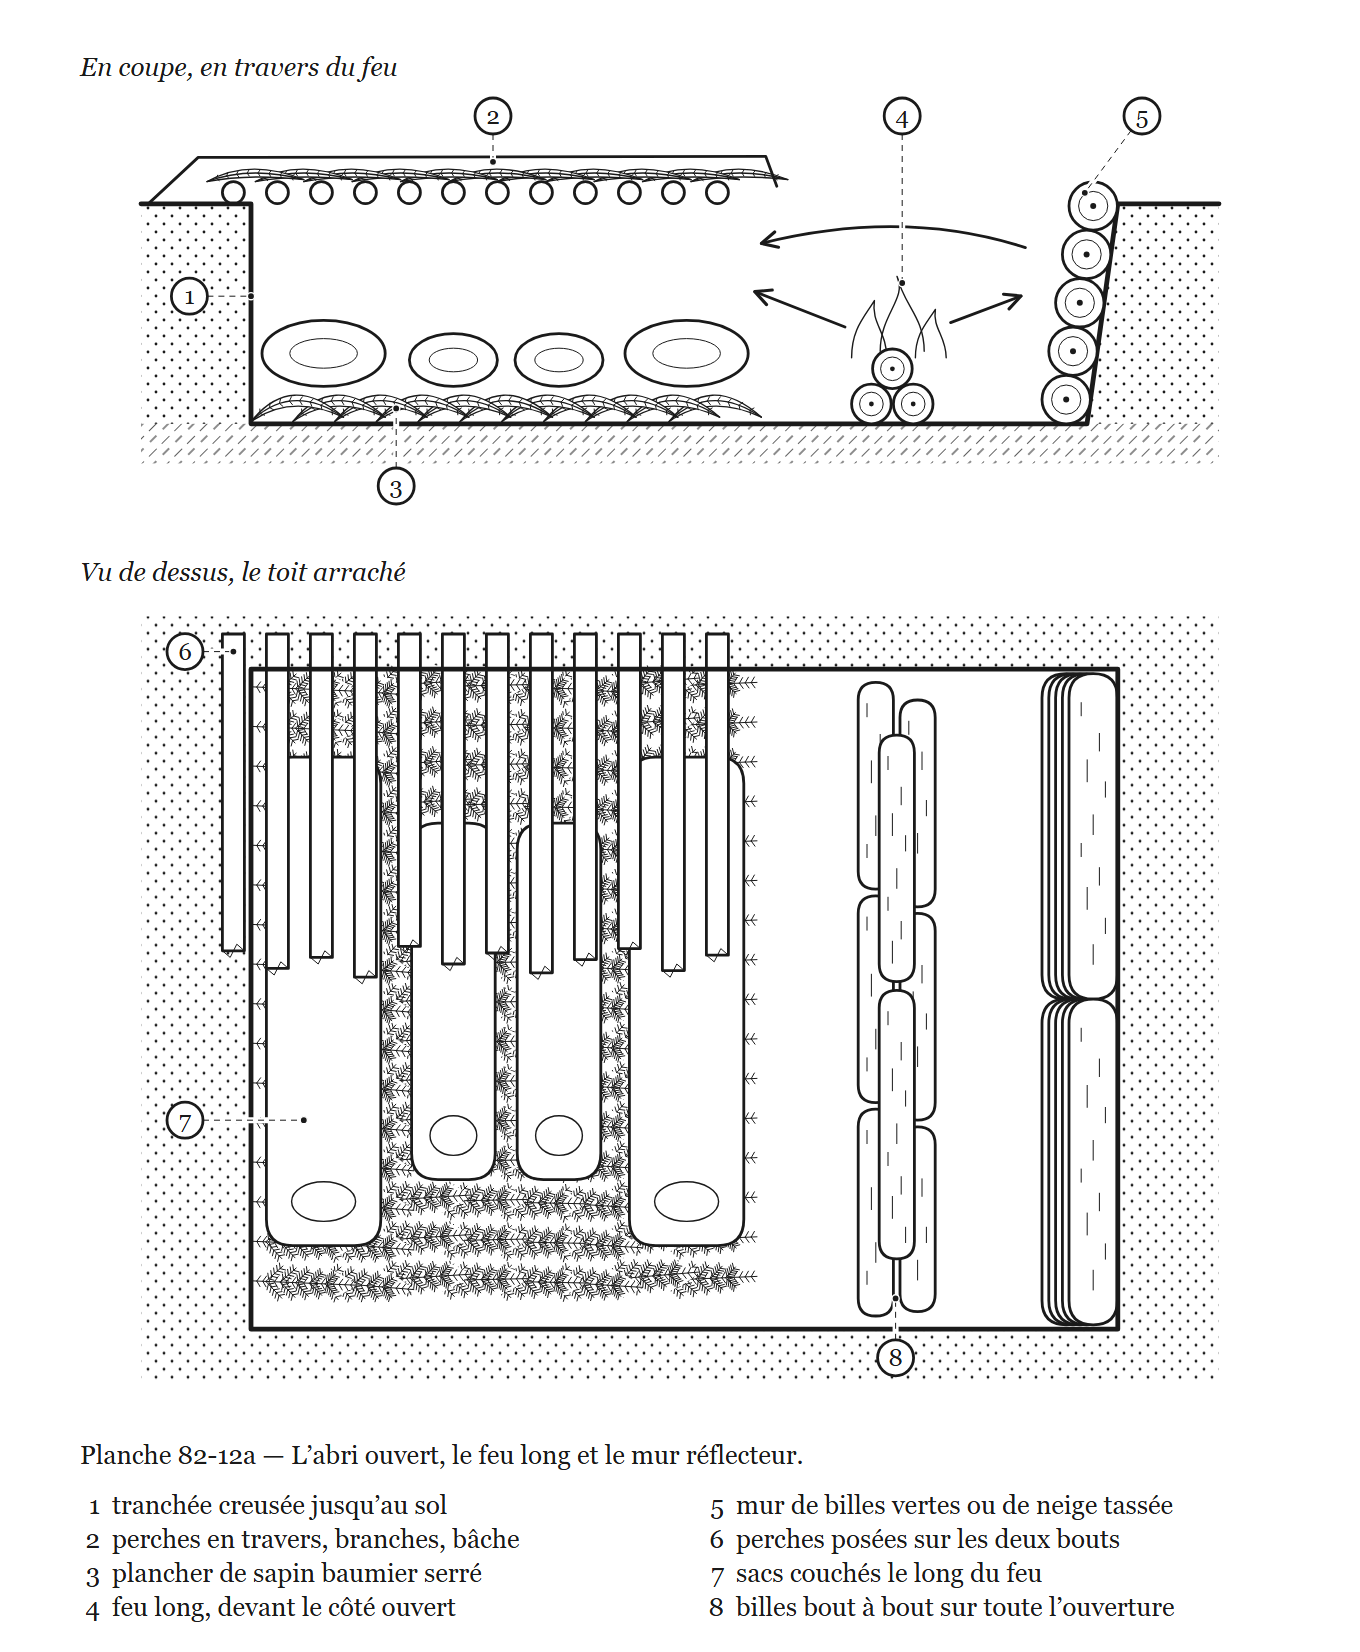 En coupe, en travers du feu
2
4
5
1
3
Vu de dessus, le toit arraché
6
7
8
Planche 82-12a — L’abri ouvert, le feu long et le mur réflecteur.
1 tranchée creusée jusqu’au sol
2 perches en travers, branches, bâche
3 plancher de sapin baumier serré
4 feu long, devant le côté ouvert
5 mur de billes vertes ou de neige tassée
6 perches posées sur les deux bouts
7 sacs couchés le long du feu
8 billes bout à bout sur toute l’ouverture